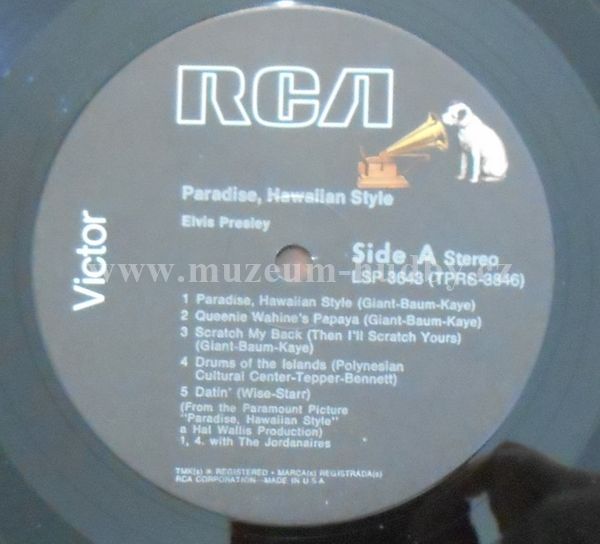 RCA
Victor
Paradise, Hawaiian Style
Elvis Presley
Side A Stereo
LSP-3643 (TPRS-3846)
www.muzeum-hudby.cz
1 Paradise, Hawaiian Style (Giant-Baum-Kaye)
2 Queenie Wahine's Papaya (Giant-Baum-Kaye)
3 Scratch My Back (Then I'll Scratch Yours)
(Giant-Baum-Kaye)
4 Drums of the Islands (Polynesian
Cultural Center-Tepper-Bennett)
5 Datin' (Wise-Starr)
(From the Paramount Picture
"Paradise, Hawaiian Style"
a Hal Wallis Production)
1, 4. with The Jordanaires
TMK(s) ® REGISTERED • MARCA(s) REGISTRADA(s)
RCA CORPORATION—MADE IN U.S.A.